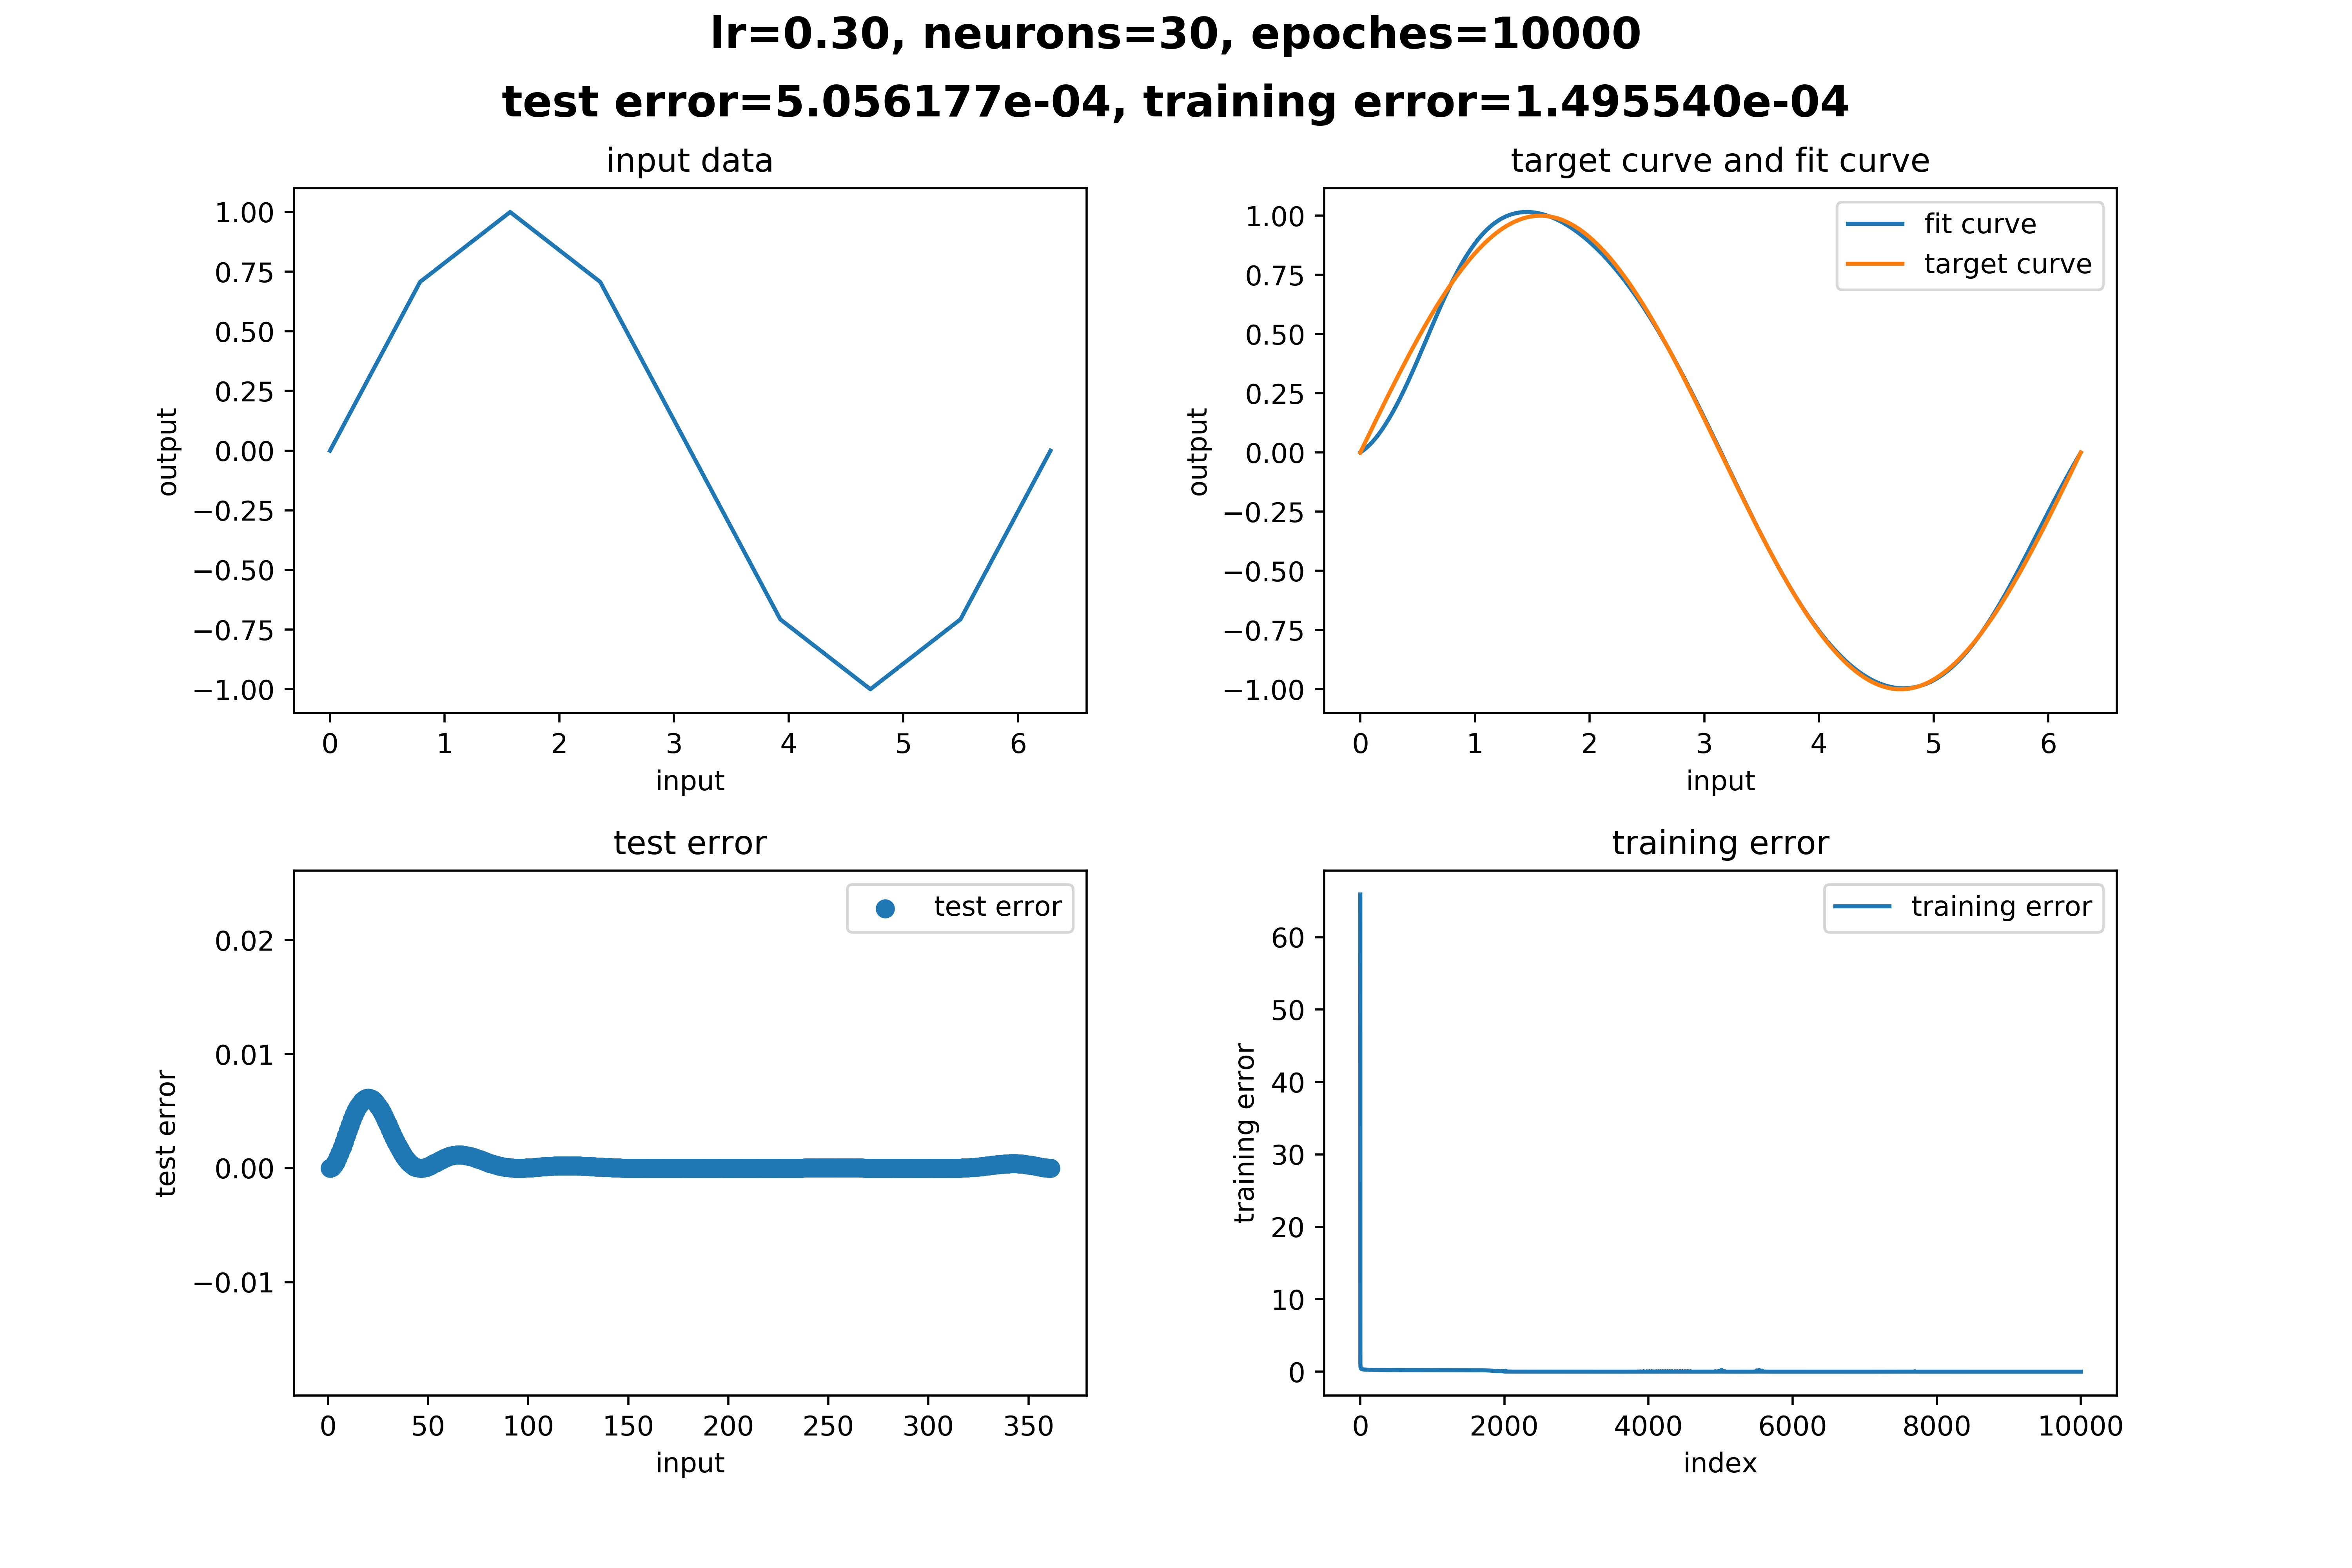 lr=0.30, neurons=30, epoches=10000
test error=5.056177e-04, training error=1.495540e-04
input data
1.00
0.75
0.50
0.25
0.00
−0.25
−0.50
−0.75
−1.00
output
0 1 2 3 4 5 6
input
target curve and fit curve
fit curve
target curve
1.00
0.75
0.50
0.25
0.00
−0.25
−0.50
−0.75
−1.00
output
0 1 2 3 4 5 6
input
test error
test error
0.02
0.01
0.00
−0.01
test error
0 50 100 150 200 250 300 350
input
training error
training error
60
50
40
30
20
10
0
training error
0 2000 4000 6000 8000 10000
index